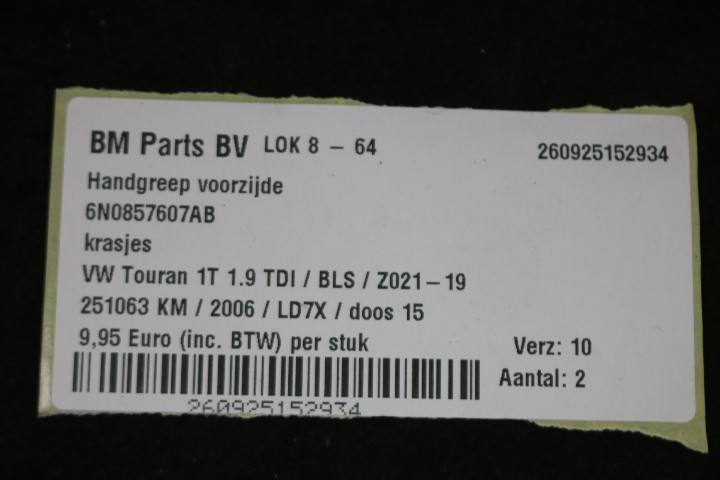 BM Parts BV LOK 8 – 64 260925152934
Handgreep voorzijde
6N0857607AB
krasjes
VW Touran 1T 1.9 TDI / BLS / Z021–19
251063 KM / 2006 / LD7X / doos 15
9,95 Euro (inc. BTW) per stuk
Verz: 10
Aantal: 2
260925152934